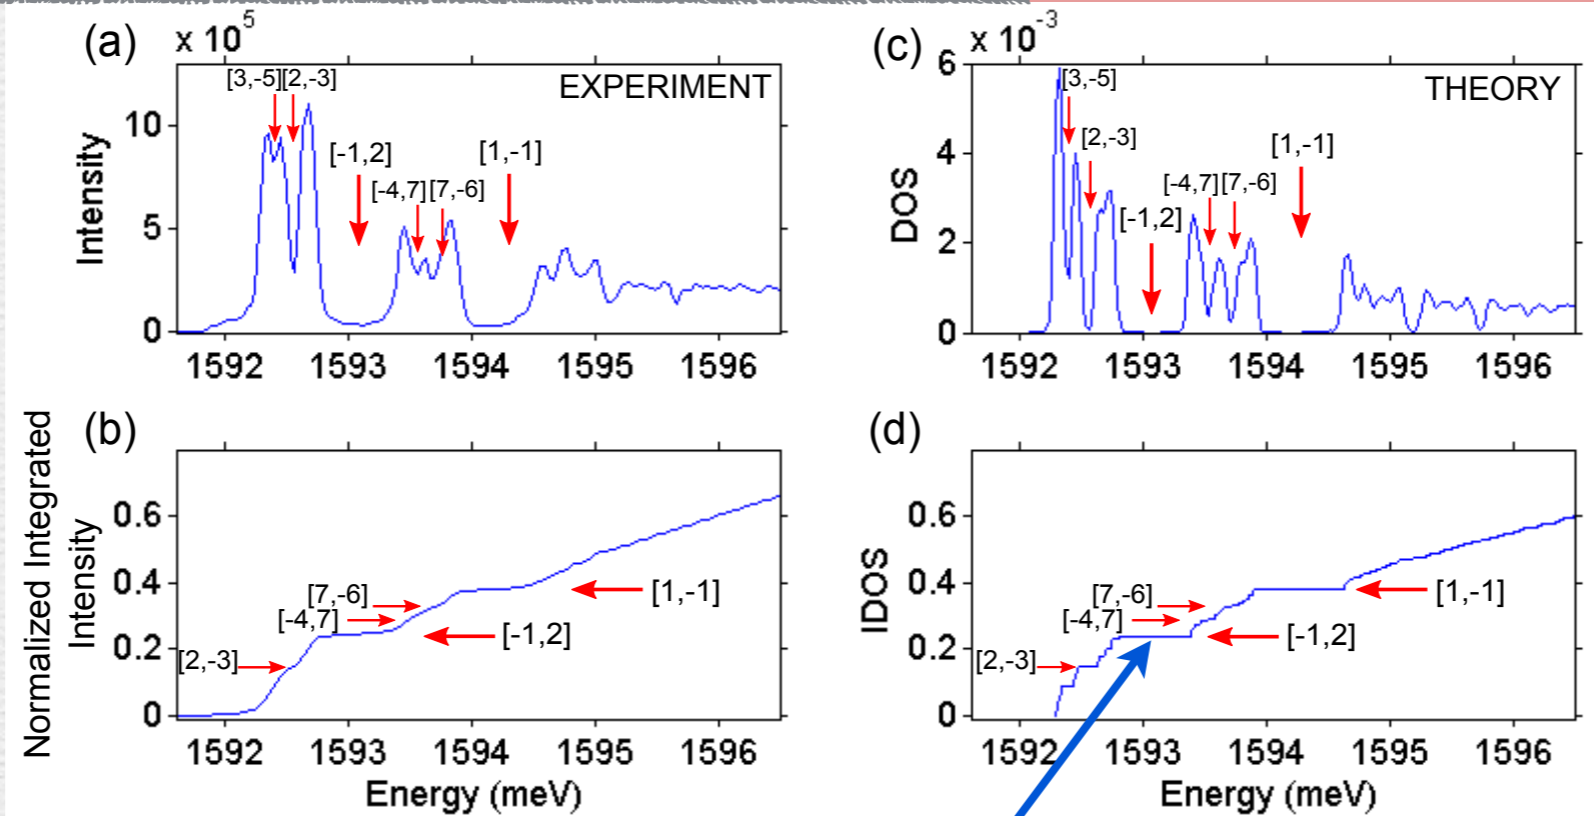 (a)
x 10^5
EXPERIMENT
[3,-5][2,-3]
[-1,2]
[-4,7] [7,-6]
[1,-1]
Intensity
10
5
0
1592 1593 1594 1595 1596
(c)
x 10^-3
THEORY
[3,-5]
[2,-3]
[-1,2]
[-4,7] [7,-6]
[1,-1]
DOS
6
4
2
0
1592 1593 1594 1595 1596
(b)
Normalized Integrated
Intensity
0.6
0.4
0.2
0
[7,-6]
[-4,7]
[2,-3]
[1,-1]
[-1,2]
1592 1593 1594 1595 1596
Energy (meV)
(d)
IDOS
0.6
0.4
0.2
0
[7,-6]
[-4,7]
[2,-3]
[1,-1]
[-1,2]
1592 1593 1594 1595 1596
Energy (meV)